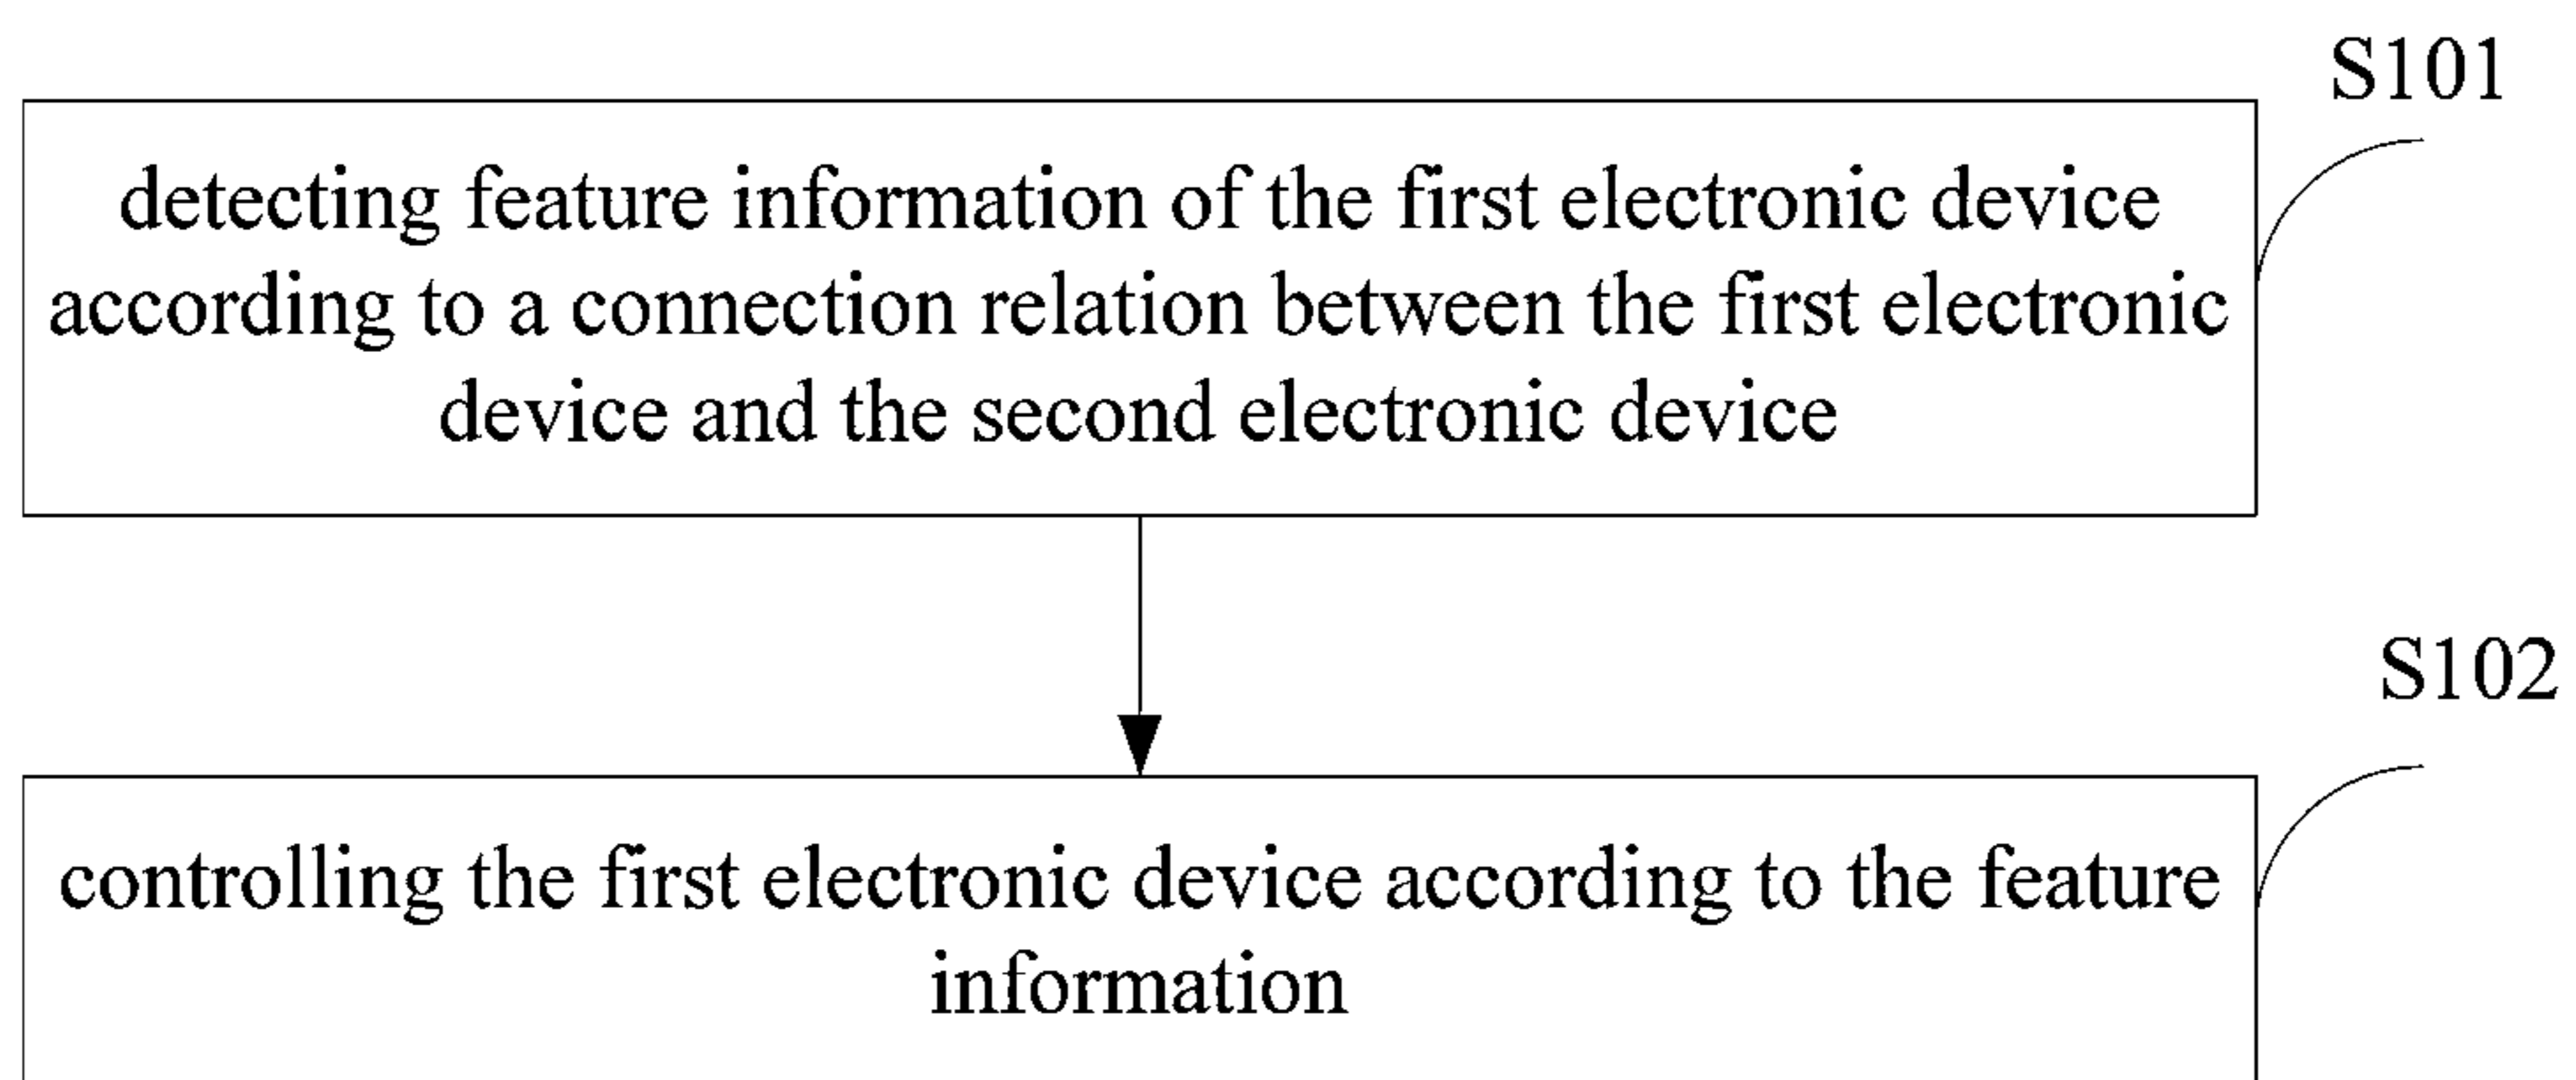 S101
detecting feature information of the first electronic device
according to a connection relation between the first electronic
device and the second electronic device
S102
controlling the first electronic device according to the feature
information